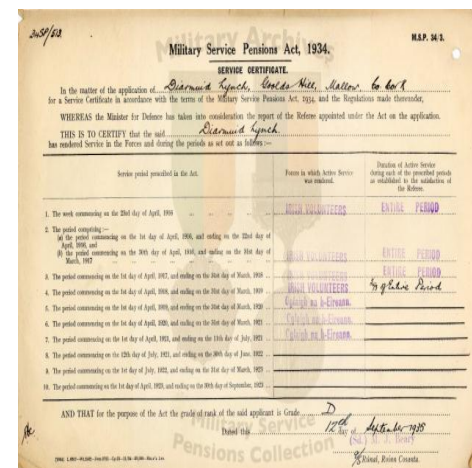 34SP/513.
M.S.P. 34/3.
Military Service Pensions Act, 1934.
SERVICE CERTIFICATE.
In the matter of the application of Diarmuid Lynch, Goolds Hill, Mallow, Co Cork
for a Service Certificate in accordance with the terms of the Military Service Pensions Act, 1934, and the Regulations made thereunder,
WHEREAS the Minister for Defence has taken into consideration the report of the Referee appointed under the Act on the application.
THIS IS TO CERTIFY that the said Diarmuid Lynch.
has rendered Service in the Forces and during the periods as set out as follows:—
Service period prescribed in the Act.
Forces in which Active Service was rendered.
Duration of Active Service during each of the prescribed periods as established to the satisfaction of the Referee.
1. The week commencing on the 23rd day of April, 1916 IRISH VOLUNTEERS ENTIRE PERIOD
2. The period comprising:—
(a) the period commencing on the 1st day of April, 1916, and ending on the 22nd day of April, 1916, and
(b) the period commencing on the 30th day of April, 1916, and ending on the 31st day of March, 1917 IRISH VOLUNTEERS ENTIRE PERIOD
3. The period commencing on the 1st day of April, 1917, and ending on the 31st day of March, 1918 IRISH VOLUNTEERS ENTIRE PERIOD
4. The period commencing on the 1st day of April, 1918, and ending on the 31st day of March, 1919 of Entire Period
5. The period commencing on the 1st day of April, 1919, and ending on the 31st day of March, 1920 Oglaigh na h-Eireann.
6. The period commencing on the 1st day of April, 1920, and ending on the 31st day of March, 1921 Oglaigh na h-Eireann.
7. The period commencing on the 1st day of April, 1921, and ending on the 11th day of July, 1921 Oglaigh na h-Eireann.
8. The period commencing on the 12th day of July, 1921, and ending on the 30th day of June, 1922
9. The period commencing on the 1st day of July, 1922, and ending on the 31st day of March, 1923
10. The period commencing on the 1st day of April, 1923, and ending on the 30th day of September, 1923
AND THAT for the purpose of the Act the grade of rank of the said applicant is Grade D
Dated this 12th day of September 1938
Rúnaí, Roinn Cosanta.
Military Archives
Military Service
Pensions Collection